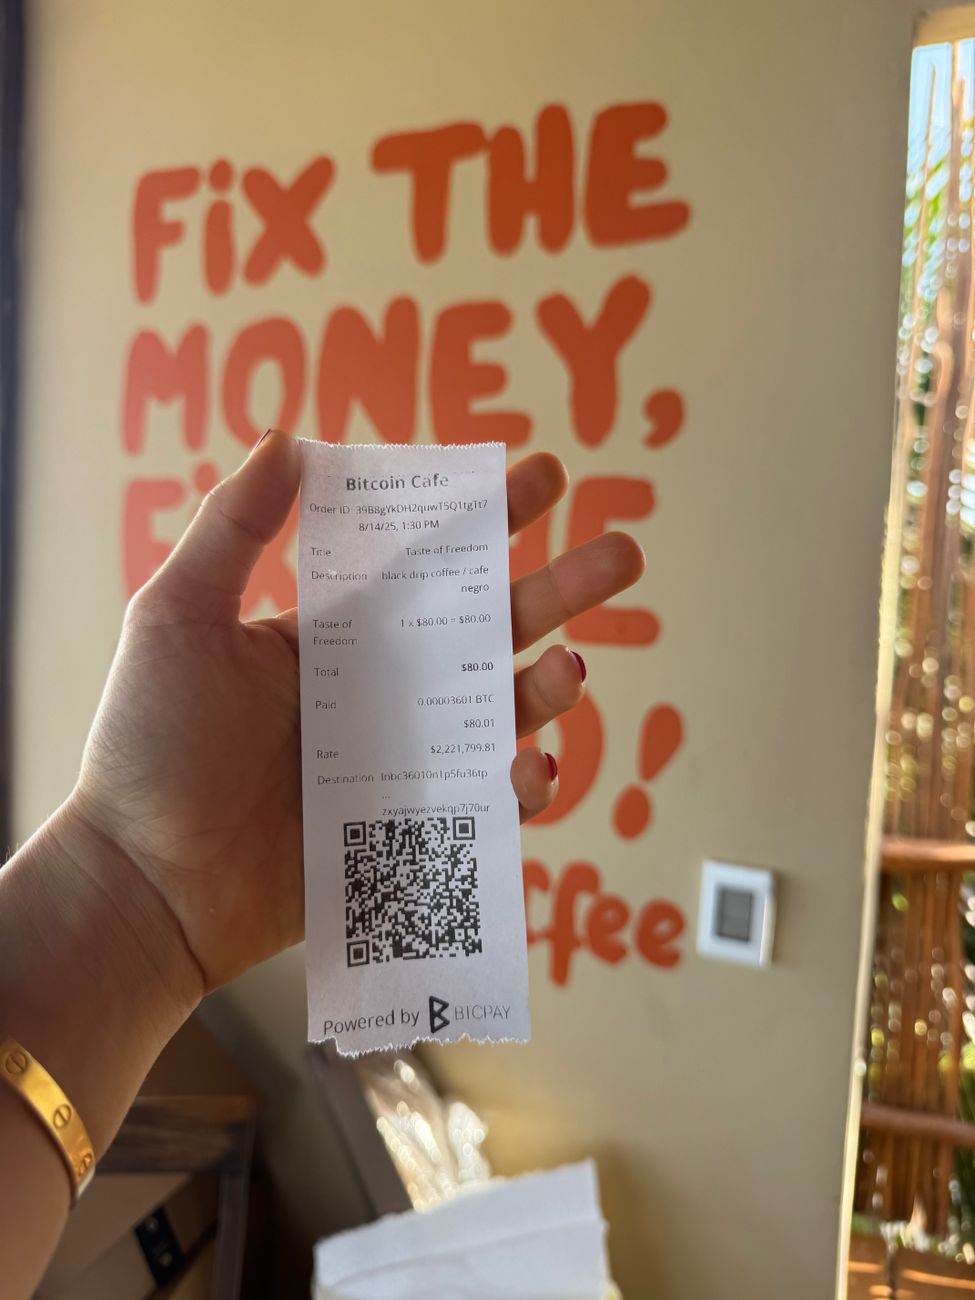 FiX THE
MONEY,
Bitcoin Cafe
Order ID: 39B8gYkDH2quwT5Q1tgTt7
8/14/25, 1:30 PM
Title Taste of Freedom
Description black drip coffee / cafe
negro
Taste of 1 x $80.00 = $80.00
Freedom
Total $80.00
Paid 0.00003601 BTC
$80.01
Rate $2,221,799.81
Destination lnbc36010n1p5fu36tp
...
zxyajwyezvekqp7j70ur
Powered by BTCPAY